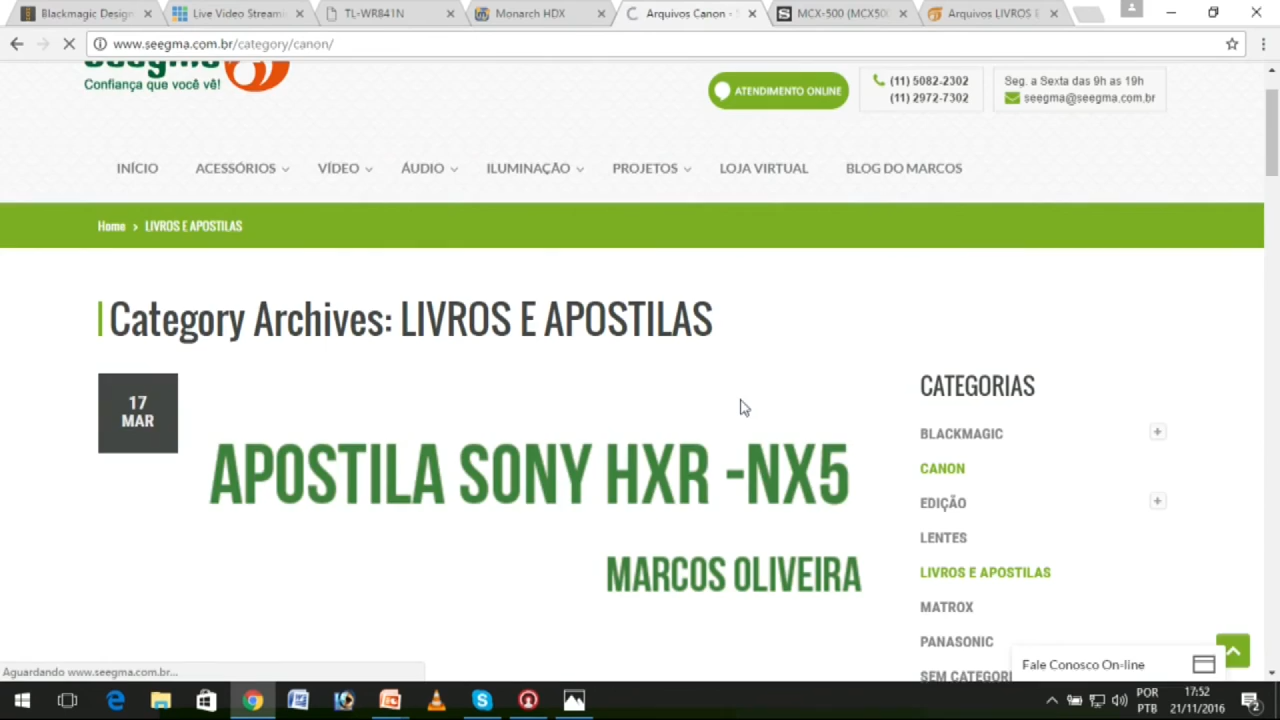 Blackmagic Design
Live Video Streami
TL-WR841N
Monarch HDX
Arquivos Canon -
MCX-500 (MCX50
Arquivos LIVROS E
www.seegma.com.br/category/canon/
seegma
Confiança que você vê!
ATENDIMENTO ONLINE
(11) 5082-2302
(11) 2972-7302
Seg. a Sexta das 9h as 19h
seegma@seegma.com.br
INÍCIO
ACESSÓRIOS
VÍDEO
ÁUDIO
ILUMINAÇÃO
PROJETOS
LOJA VIRTUAL
BLOG DO MARCOS
Home > LIVROS E APOSTILAS
Category Archives: LIVROS E APOSTILAS
17
MAR
APOSTILA SONY HXR -NX5
MARCOS OLIVEIRA
CATEGORIAS
BLACKMAGIC
CANON
EDIÇÃO
LENTES
LIVROS E APOSTILAS
MATROX
PANASONIC
SEM CATEGORI
Fale Conosco On-line
Aguardando www.seegma.com.br...
POR
PTB
17:52
21/11/2016